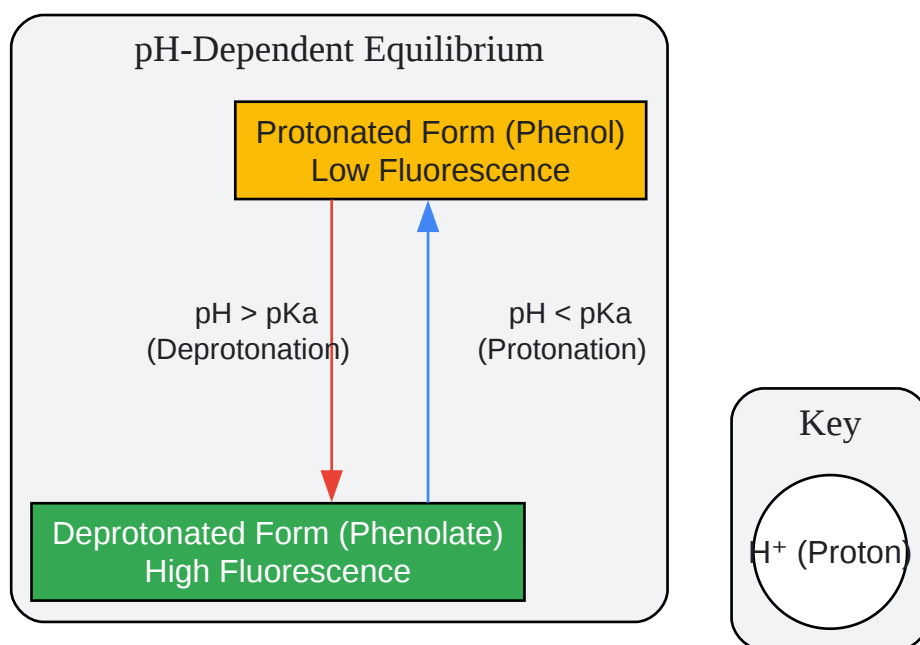 pH-Dependent Equilibrium
Protonated Form (Phenol)
Low Fluorescence
pH > pKa
(Deprotonation)
pH < pKa
(Protonation)
Deprotonated Form (Phenolate)
High Fluorescence
Key
H⁺ (Proton)